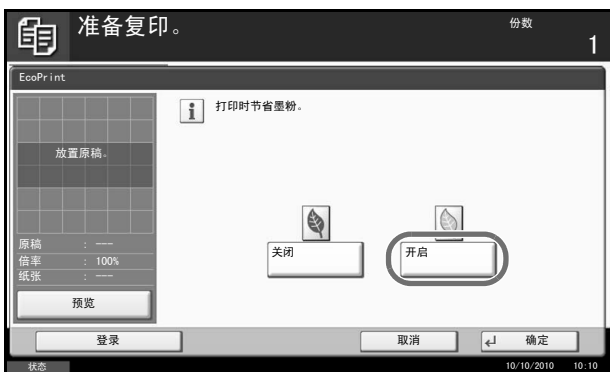 准备复印。
份数
1
EcoPrint
打印时节省墨粉。
放置原稿。
关闭
开启
原稿 : ---
倍率 : 100%
纸张 : ---
预览
登录
取消
确定
状态
10/10/2010 10:10